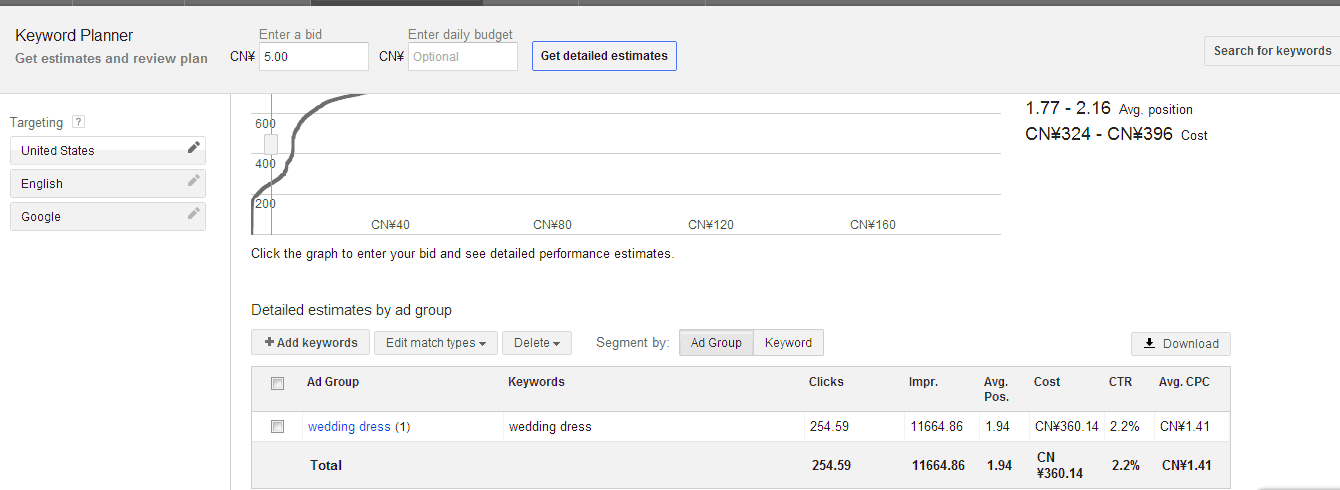 Keyword Planner
Get estimates and review plan
Enter a bid
CN¥ 5.00
Enter daily budget
CN¥ Optional
Get detailed estimates
Search for keywords
Targeting ?
United States
English
Google
600
400
200
CN¥40 CN¥80 CN¥120 CN¥160
1.77 - 2.16 Avg. position
CN¥324 - CN¥396 Cost
Click the graph to enter your bid and see detailed performance estimates.
Detailed estimates by ad group
+ Add keywords Edit match types Delete Segment by: Ad Group Keyword Download
Ad Group Keywords Clicks Impr. Avg. Pos. Cost CTR Avg. CPC
wedding dress (1) wedding dress 254.59 11664.86 1.94 CN¥360.14 2.2% CN¥1.41
Total 254.59 11664.86 1.94 CN ¥360.14 2.2% CN¥1.41